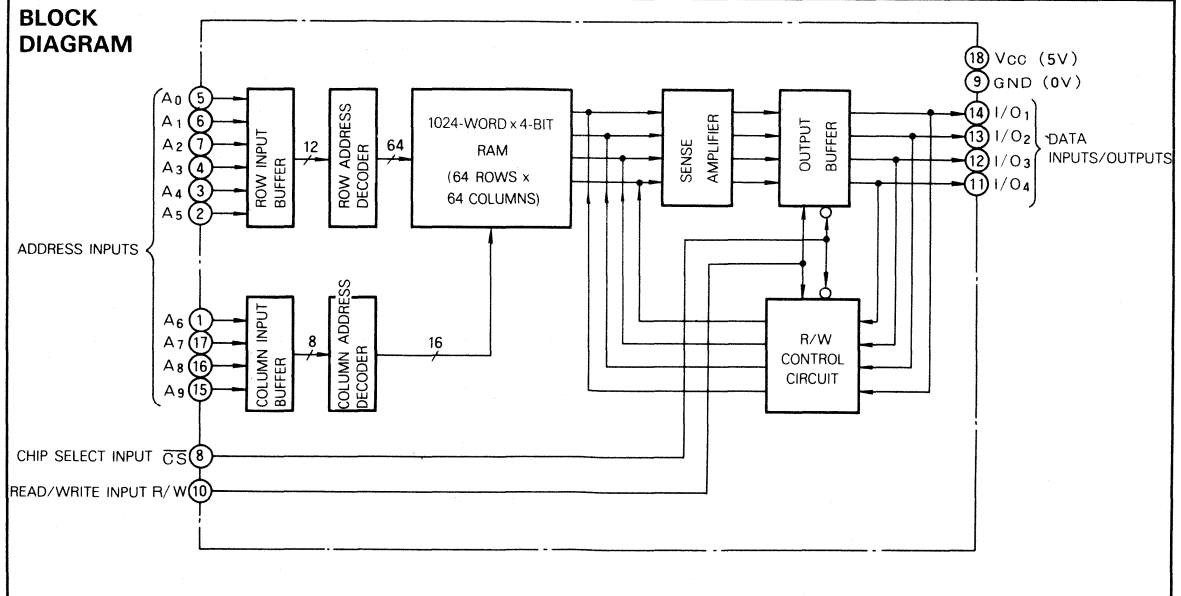 BLOCK
DIAGRAM
ADDRESS INPUTS
A0 5
A1 6
A2 7
A3 4
A4 3
A5 2
A6 1
A7 17
A8 16
A9 15
CHIP SELECT INPUT C̅S̅ 8
READ/WRITE INPUT R/W 10
ROW INPUT
BUFFER
12
ROW ADDRESS
DECODER
64
1024-WORD x 4-BIT
RAM
(64 ROWS x
64 COLUMNS)
COLUMN INPUT
BUFFER
8
COLUMN ADDRESS
DECODER
16
SENSE
AMPLIFIER
OUTPUT
BUFFER
R/W
CONTROL
CIRCUIT
18 VCC (5V)
9 GND (0V)
14 I/O1
13 I/O2
12 I/O3
11 I/O4
DATA
INPUTS/OUTPUTS